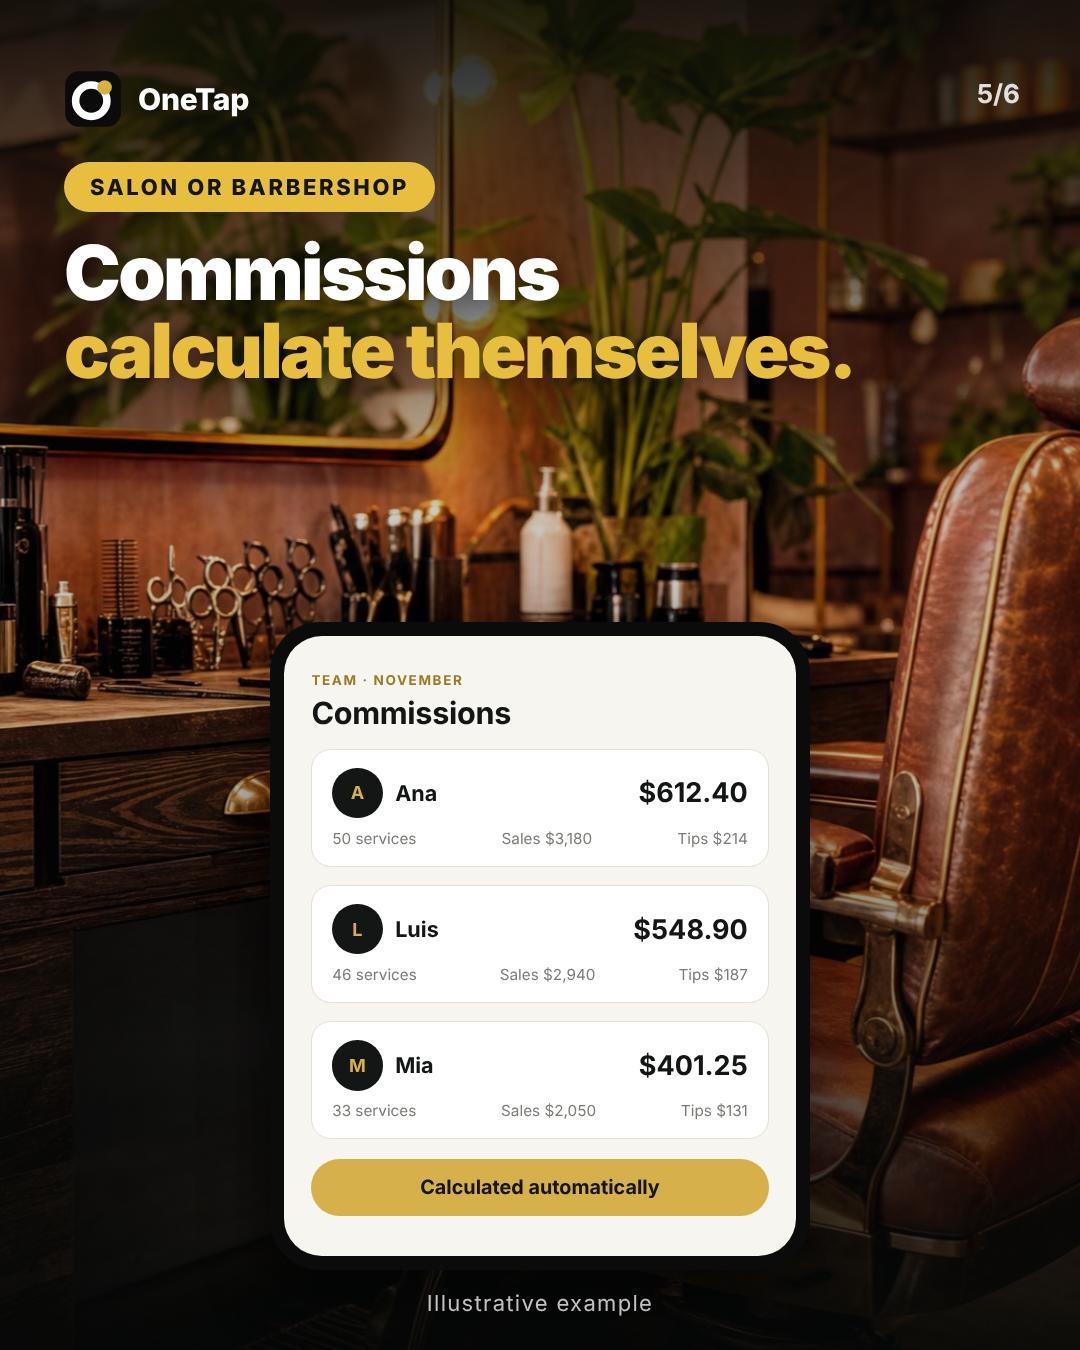 OneTap
5/6
SALON OR BARBERSHOP
Commissions
calculate themselves.
TEAM · NOVEMBER
Commissions
A Ana $612.40
50 services Sales $3,180 Tips $214
L Luis $548.90
46 services Sales $2,940 Tips $187
M Mia $401.25
33 services Sales $2,050 Tips $131
Calculated automatically
Illustrative example